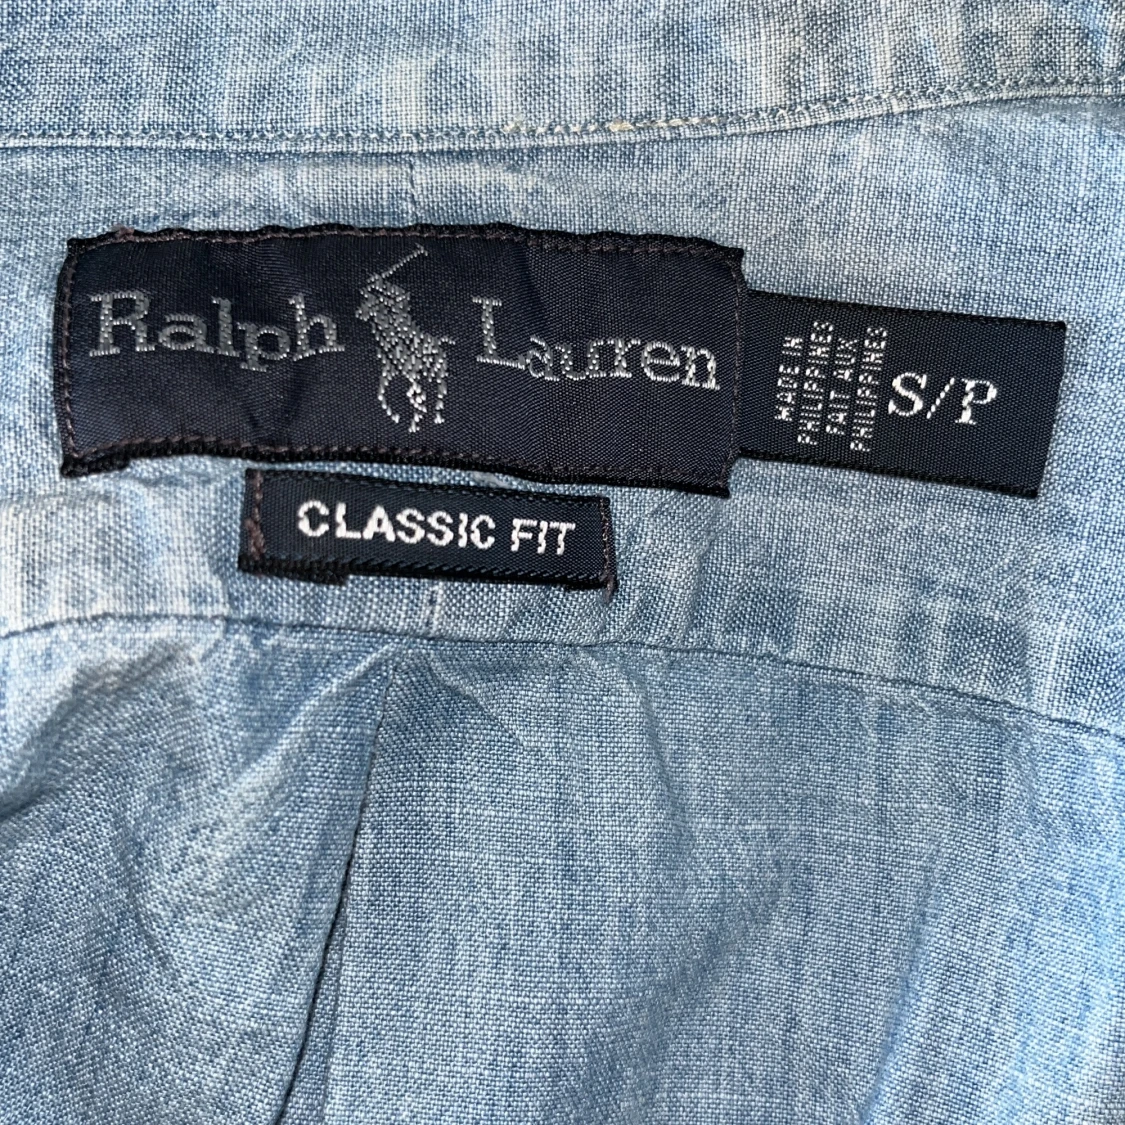 Ralph Lauren
MADE IN
PHILIPPINES
FAIT AUX
PHILIPPINES
S/P
CLASSIC FIT